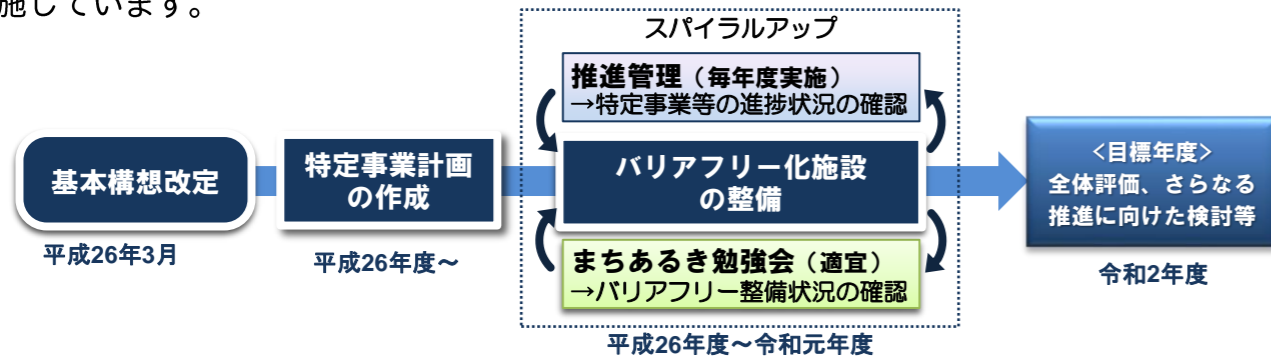 施しています。
スパイラルアップ
推進管理（毎年度実施）
→特定事業等の進捗状況の確認
基本構想改定
平成26年3月
特定事業計画
の作成
平成26年度～
バリアフリー化施設
の整備
まちあるき勉強会（適宜）
→バリアフリー整備状況の確認
平成26年度～令和元年度
<目標年度>
全体評価、さらなる
推進に向けた検討等
令和2年度